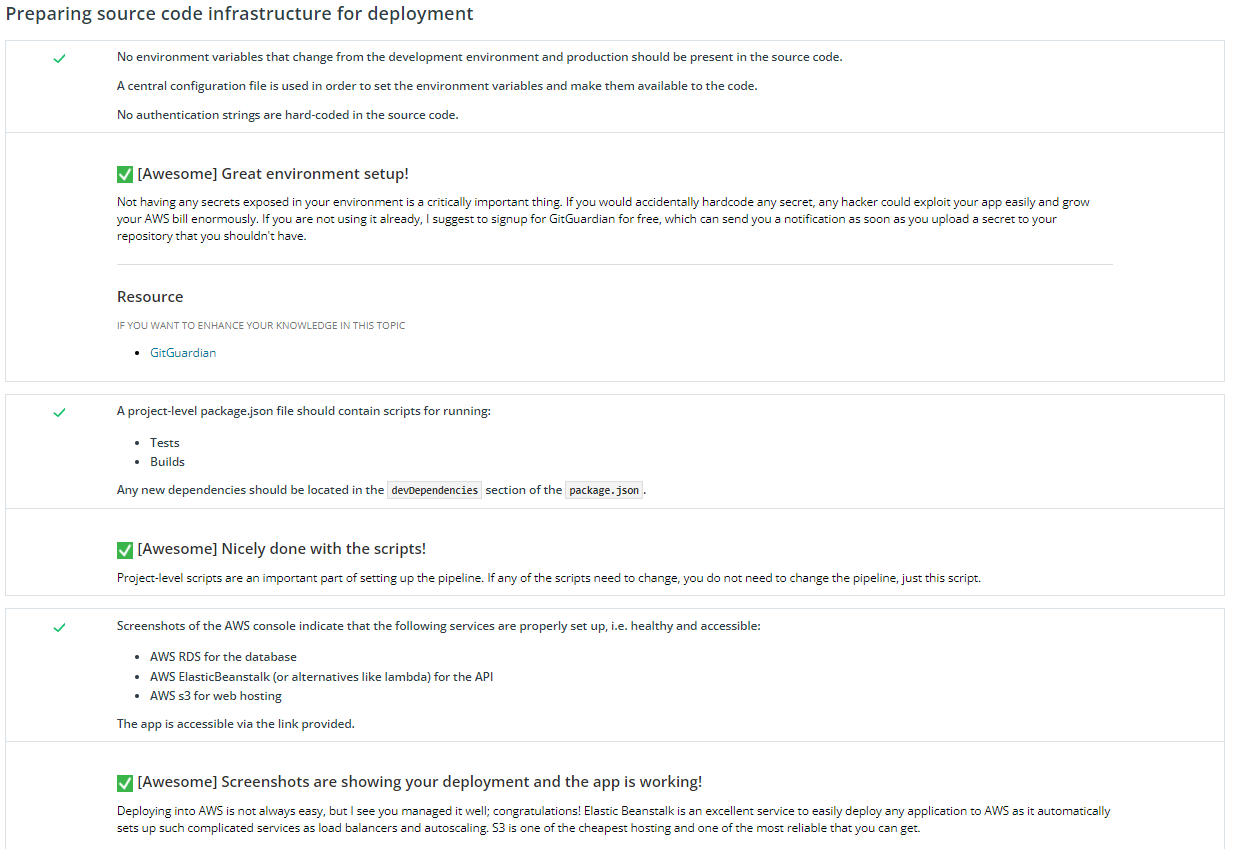 Preparing source code infrastructure for deployment
No environment variables that change from the development environment and production should be present in the source code.
A central configuration file is used in order to set the environment variables and make them available to the code.
No authentication strings are hard-coded in the source code.
[Awesome] Great environment setup!
Not having any secrets exposed in your environment is a critically important thing. If you would accidentally hardcode any secret, any hacker could exploit your app easily and grow
your AWS bill enormously. If you are not using it already, I suggest to signup for GitGuardian for free, which can send you a notification as soon as you upload a secret to your
repository that you shouldn't have.
Resource
IF YOU WANT TO ENHANCE YOUR KNOWLEDGE IN THIS TOPIC
• GitGuardian
A project-level package.json file should contain scripts for running:
• Tests
• Builds
Any new dependencies should be located in the devDependencies section of the package.json.
[Awesome] Nicely done with the scripts!
Project-level scripts are an important part of setting up the pipeline. If any of the scripts need to change, you do not need to change the pipeline, just this script.
Screenshots of the AWS console indicate that the following services are properly set up, i.e. healthy and accessible:
• AWS RDS for the database
• AWS ElasticBeanstalk (or alternatives like lambda) for the API
• AWS s3 for web hosting
The app is accessible via the link provided.
[Awesome] Screenshots are showing your deployment and the app is working!
Deploying into AWS is not always easy, but I see you managed it well; congratulations! Elastic Beanstalk is an excellent service to easily deploy any application to AWS as it automatically
sets up such complicated services as load balancers and autoscaling. S3 is one of the cheapest hosting and one of the most reliable that you can get.